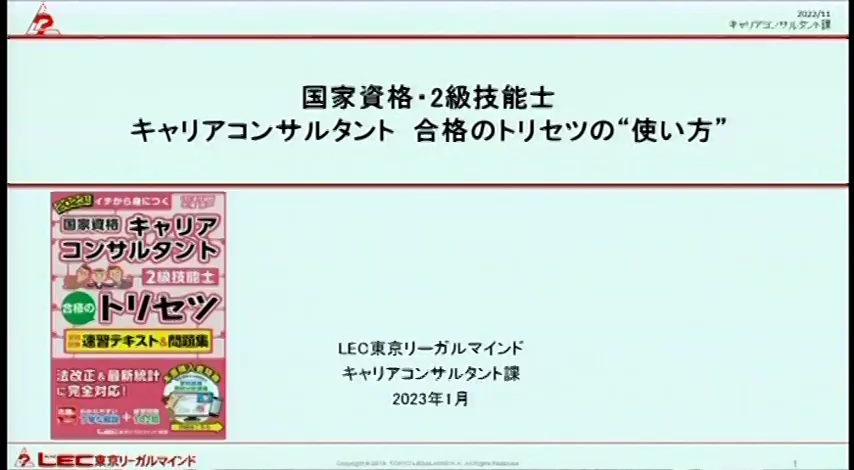 2022/11
キャリアコンサルタント課
国家資格・2級技能士
キャリアコンサルタント 合格のトリセツの“使い方”
2023年
イチから身につく
国家資格 キャリア
コンサルタント
2級技能士
合格の トリセツ
速習テキスト&問題集
法改正&最新統計
に完全対応!
LEC東京リーガルマインド
キャリアコンサルタント課
2023年1月
LEC東京リーガルマインド
1